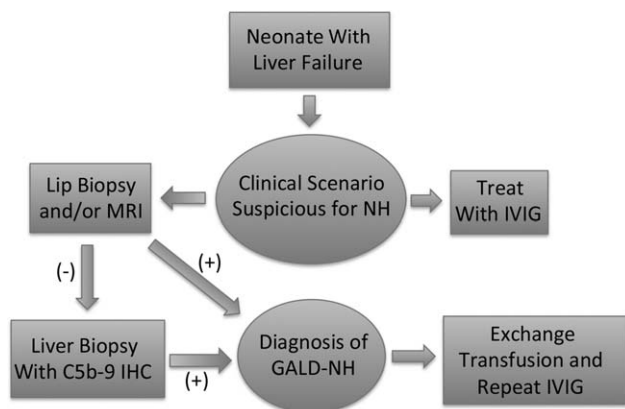 Neonate With
Liver Failure
Lip Biopsy
and/or MRI
Clinical Scenario
Suspicious for NH
Treat
With IVIG
(-)
(+)
Liver Biopsy
With C5b-9 IHC
(+)
Diagnosis of
GALD-NH
Exchange
Transfusion and
Repeat IVIG